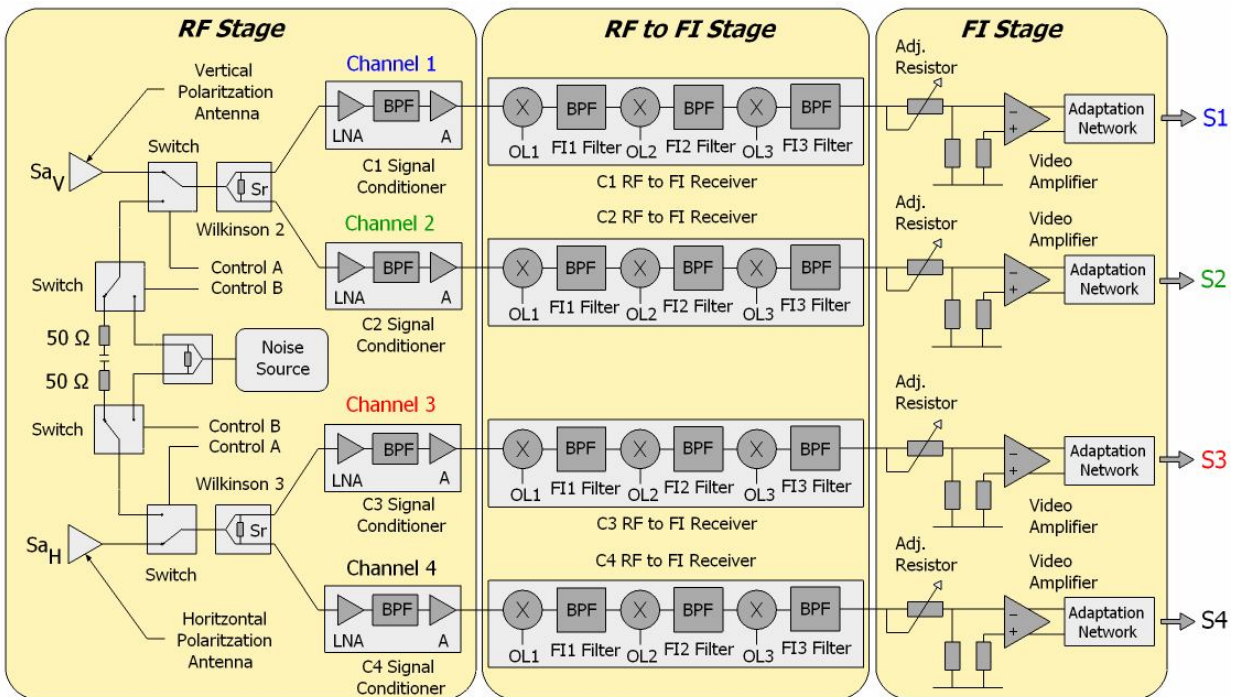 RF Stage
Vertical
Polaritzation
Antenna
Sa V
Switch
Sr
Wilkinson 2
Channel 1
BPF
LNA
A
C1 Signal
Conditioner
Channel 2
BPF
LNA
A
C2 Signal
Conditioner
Control A
Control B
Switch
50 Ω
50 Ω
Noise
Source
Switch
Control B
Control A
Wilkinson 3
Sr
Sa H
Switch
Horitzontal
Polaritzation
Antenna
Channel 3
BPF
LNA
A
C3 Signal
Conditioner
Channel 4
BPF
LNA
A
C4 Signal
Conditioner
RF to FI Stage
X BPF X BPF X BPF
OL1 FI1 Filter OL2 FI2 Filter OL3 FI3 Filter
C1 RF to FI Receiver
C2 RF to FI Receiver
X BPF X BPF X BPF
OL1 FI1 Filter OL2 FI2 Filter OL3 FI3 Filter
X BPF X BPF X BPF
OL1 FI1 Filter OL2 FI2 Filter OL3 FI3 Filter
C3 RF to FI Receiver
C4 RF to FI Receiver
X BPF X BPF X BPF
OL1 FI1 Filter OL2 FI2 Filter OL3 FI3 Filter
FI Stage
Adj.
Resistor
−
+
Video
Amplifier
Adaptation
Network
S1
Adj.
Resistor
Video
Amplifier
−
+
Adaptation
Network
S2
Adj.
Resistor
−
+
Video
Amplifier
Adaptation
Network
S3
Adj.
Resistor
Video
Amplifier
−
+
Adaptation
Network
S4